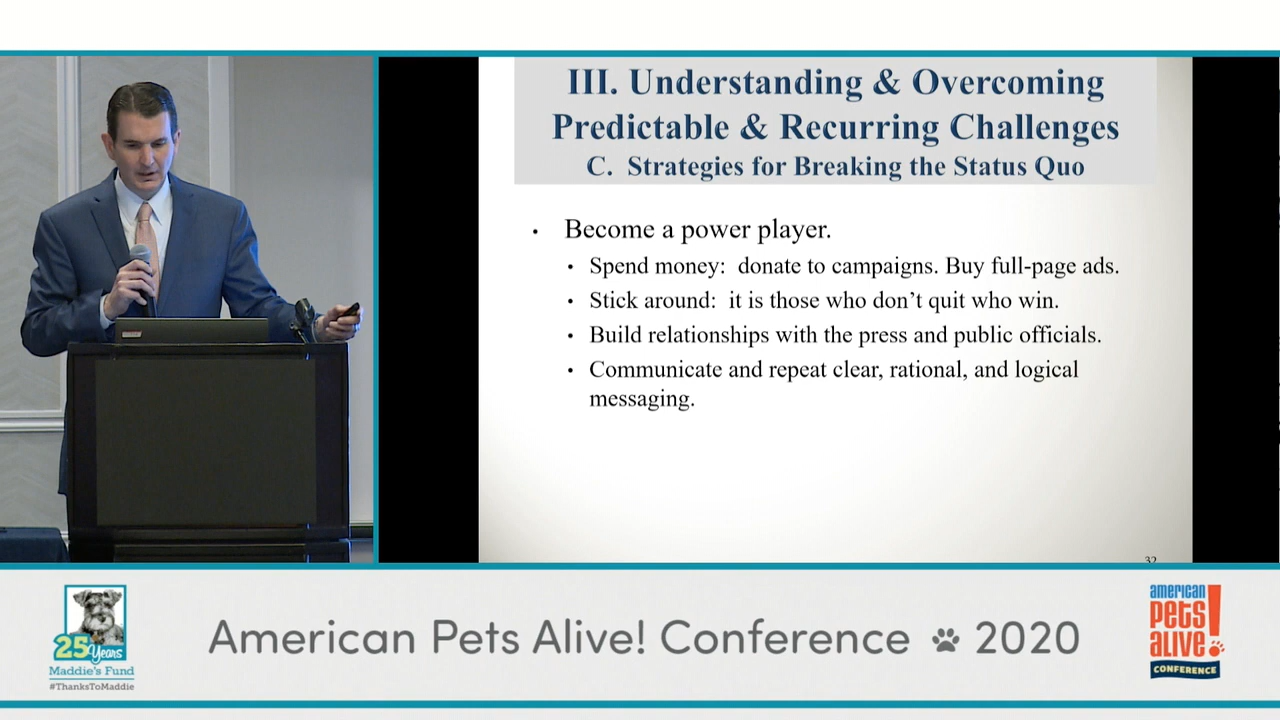 III. Understanding & Overcoming
Predictable & Recurring Challenges
C. Strategies for Breaking the Status Quo
• Become a power player.
• Spend money: donate to campaigns. Buy full-page ads.
• Stick around: it is those who don't quit who win.
• Build relationships with the press and public officials.
• Communicate and repeat clear, rational, and logical
messaging.
32
25 Years
Maddie's Fund
#ThanksToMaddie
American Pets Alive! Conference 2020
american
pets
alive!
CONFERENCE